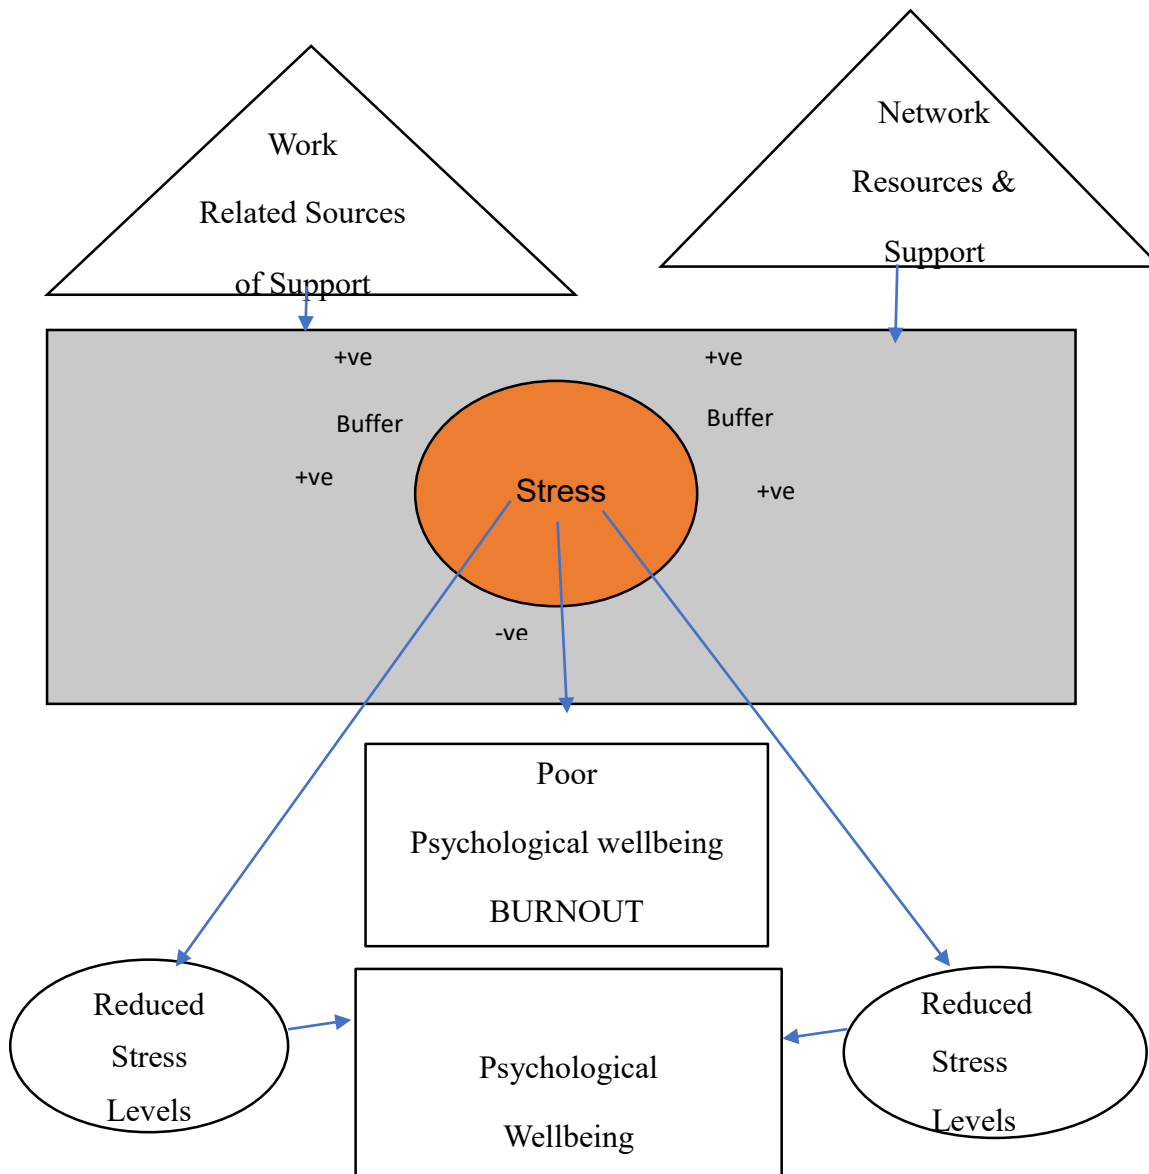 Work
Related Sources
of Support
Network
Resources &
Support
+ve
+ve
Buffer
Buffer
+ve
+ve
Stress
-ve
Poor
Psychological wellbeing
BURNOUT
Reduced
Stress
Levels
Psychological
Wellbeing
Reduced
Stress
Levels